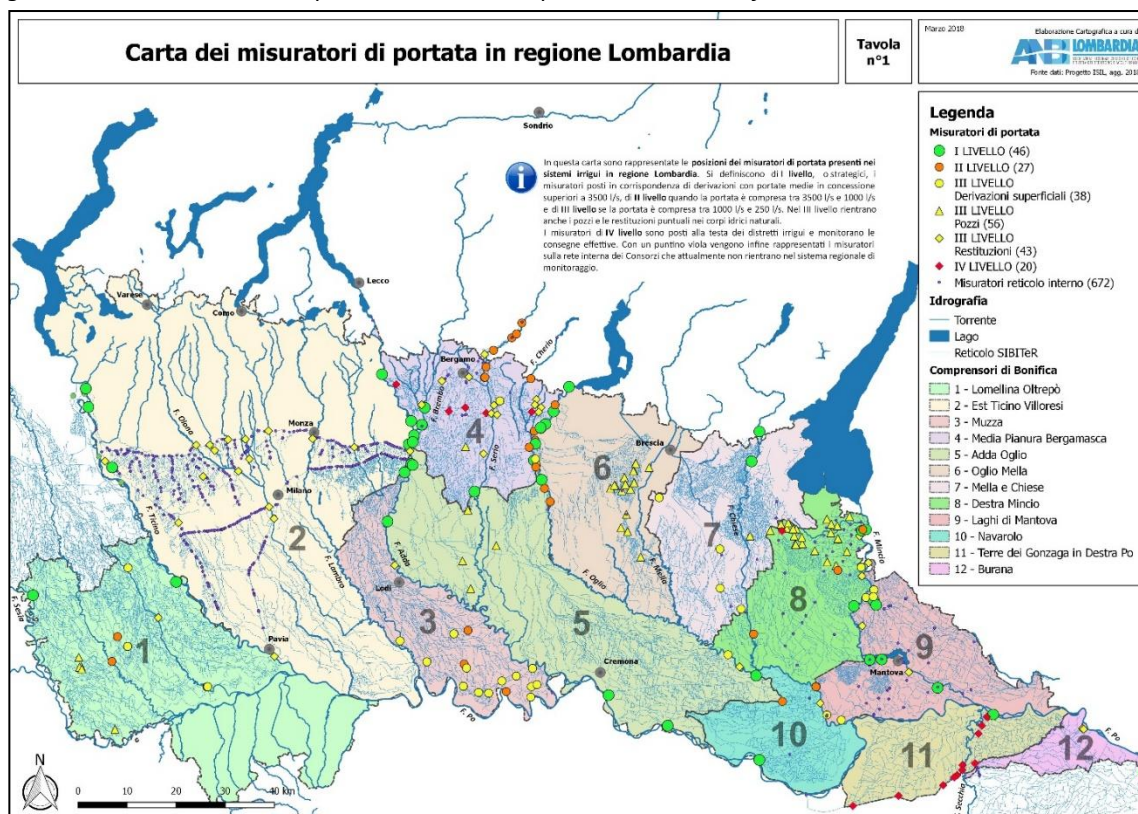 Carta dei misuratori di portata in regione Lombardia
Tavola
n°1
Marzo 2018
Elaborazione Cartografica a cura di
ANBI LOMBARDIA
Fonte dati: Progetto ISIL, agg. 2018
In questa carta sono rappresentate le posizioni dei misuratori di portata presenti nei
sistemi irrigui in regione Lombardia. Si definiscono di I livello, o strategici, i
misuratori posti in corrispondenza di derivazioni con portate medie in concessione
superiori a 3500 l/s, di II livello quando la portata è compresa tra 3500 l/s e 1000 l/s
e di III livello se la portata è compresa tra 1000 l/s e 250 l/s. Nel III livello rientrano
anche i pozzi e le restituzioni puntuali nei corpi idrici naturali.
I misuratori di IV livello sono posti alla testa dei distretti irrigui e monitorano le
consegne effettive. Con un puntino viola vengono infine rappresentati i misuratori
sulla rete interna dei Consorzi che attualmente non rientrano nel sistema regionale di
monitoraggio.
Legenda
Misuratori di portata
I LIVELLO (46)
II LIVELLO (27)
III LIVELLO
Derivazioni superficiali (38)
III LIVELLO
Pozzi (56)
III LIVELLO
Restituzioni (43)
IV LIVELLO (20)
Misuratori reticolo interno (672)
Idrografia
Torrente
Lago
Reticolo SIBITeR
Comprensori di Bonifica
1 - Lomellina Oltrepò
2 - Est Ticino Villoresi
3 - Muzza
4 - Media Pianura Bergamasca
5 - Adda Oglio
6 - Oglio Mella
7 - Mella e Chiese
8 - Destra Mincio
9 - Laghi di Mantova
10 - Navarolo
11 - Terre dei Gonzaga in Destra Po
12 - Burana
Sondrio
Lecco
Varese
Como
Bergamo
F. Cherio
F. Brembo
4
F. Serio
F. Olona
Monza
Brescia
6
Milano
F. Ticino
2
F. Lambro
F. Adda
Lodi
F. Oglio
F. Mella
7
F. Chiese
F. Mincio
8
F. Sesia
1
Pavia
3
5
Cremona
9
Mantova
F. Po
10
11
12
F. Po
F. Secchia
N
0 10 20 30 40 km